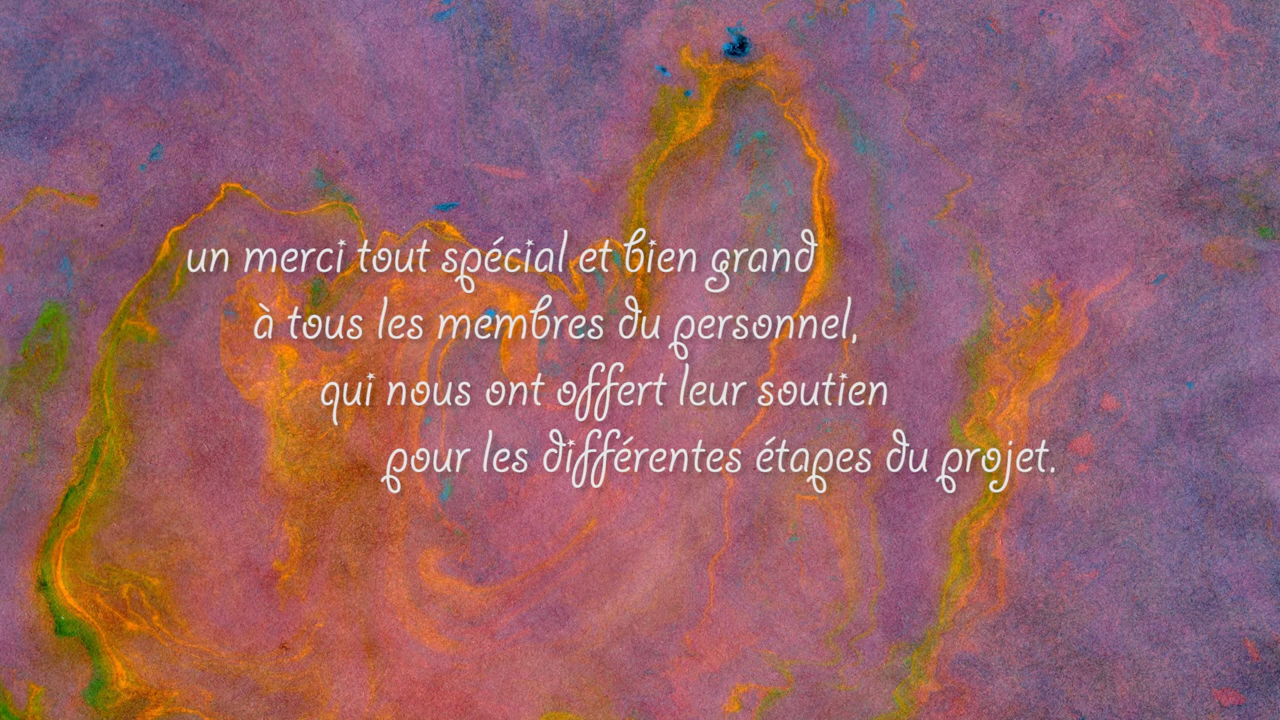 un merci tout spécial et bien grand
à tous les membres du personnel,
qui nous ont offert leur soutien
pour les différentes étapes du projet.